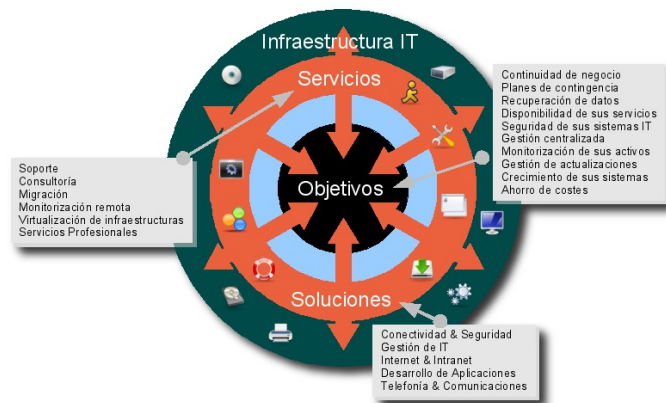 Infraestructura IT
Servicios
Continuidad de negocio
Planes de contingencia
Recuperación de datos
Disponibilidad de sus servicios
Seguridad de sus sistemas IT
Gestión centralizada
Monitorización de sus activos
Gestión de actualizaciones
Crecimiento de sus sistemas
Ahorro de costes
Soporte
Consultoría
Migración
Monitorización remota
Virtualización de infraestructuras
Servicios Profesionales
Objetivos
Soluciones
Conectividad & Seguridad
Gestión de IT
Internet & Intranet
Desarrollo de Aplicaciones
Telefonía & Comunicaciones